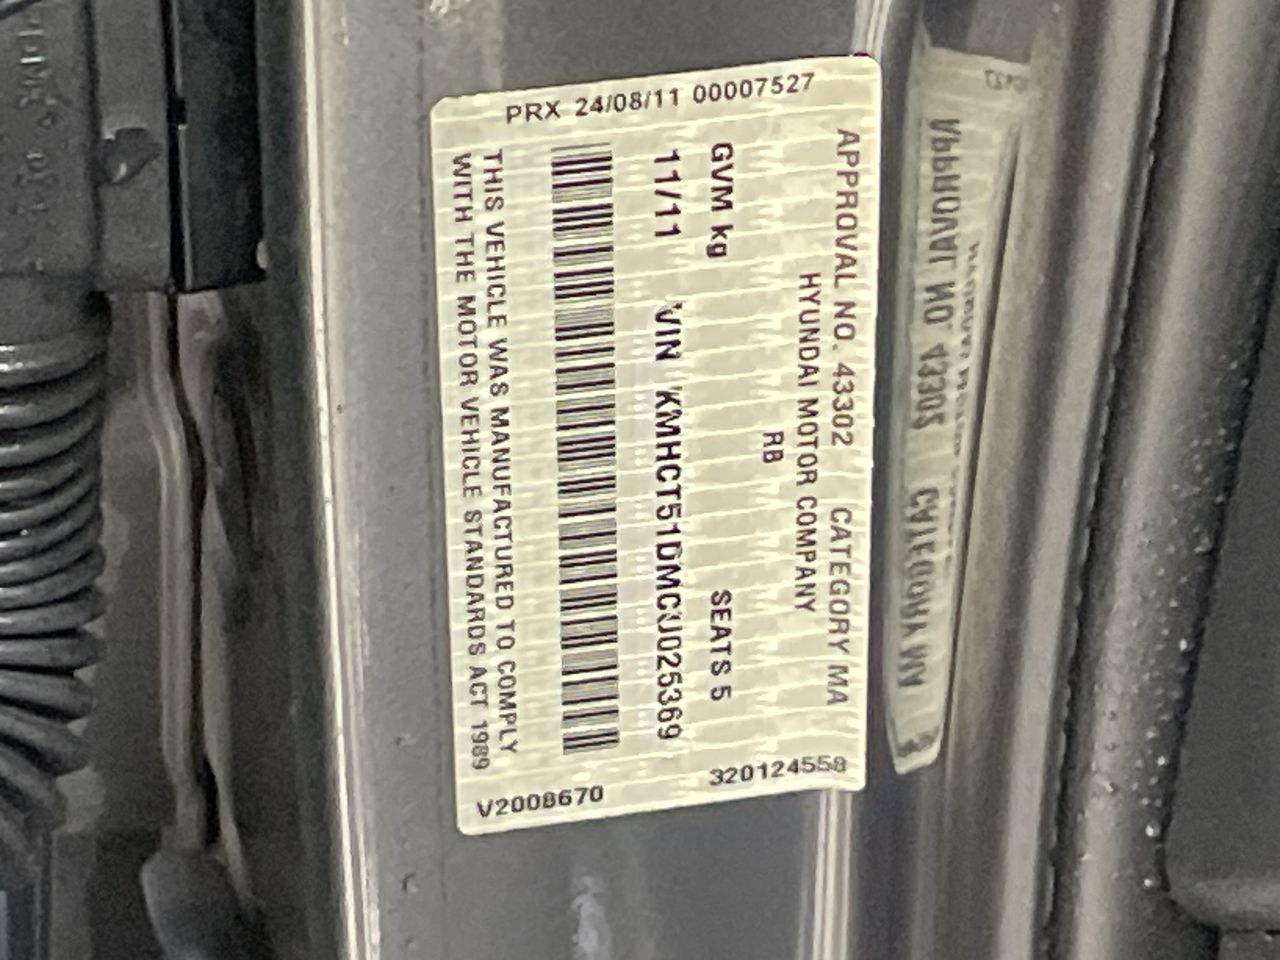 PRX 24/08/11 00007527
APPROVAL NO. 43302 CATEGORY MA
HYUNDAI MOTOR COMPANY
RB
GVM kg SEATS 5
11/11 VIN KMHCT51DMCU025369
THIS VEHICLE WAS MANUFACTURED TO COMPLY
WITH THE MOTOR VEHICLE STANDARDS ACT 1989
V2008670 320124558